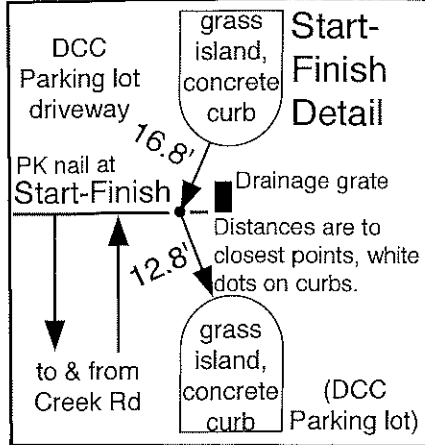 DCC
Parking lot
driveway
grass
island,
concrete
curb
Start-
Finish
Detail
16.8'
PK nail at
Start-Finish
Drainage grate
Distances are to
closest points, white
dots on curbs.
12.8'
to & from
Creek Rd
grass
island,
concrete
curb
(DCC
Parking lot)